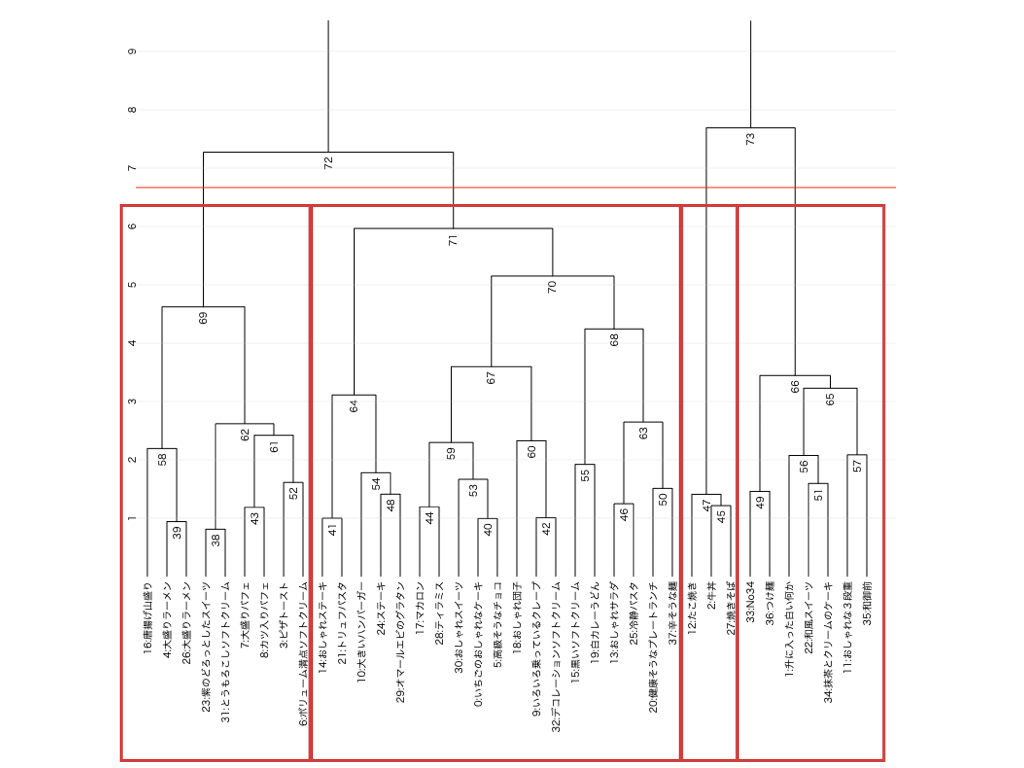 9
8
7
6
5
4
3
2
1
72
73
71
69
70
68
67
66
65
64
62
63
61
60
59
58
57
56
55
54
53
52
51
50
49
48
47
46
45
44
43
42
41
40
39
38
16:唐揚げ山盛り
4:大盛りラーメン
26:大盛りラーメン
23:紫のどろっとしたスイーツ
31:とうもろこしソフトクリーム
7:大盛りパフェ
8:カツ入りパフェ
3:ピザトースト
6:ボリューム満点ソフトクリーム
14:おしゃれステーキ
21:トリュフパスタ
10:大きいハンバーガー
24:ステーキ
29:オマールエビのグラタン
17:マカロン
28:ティラミス
30:おしゃれスイーツ
0:いちごのおしゃれなケーキ
5:高級そうなチョコ
18:おしゃれ団子
9:いろいろ乗っているクレープ
32:デコレーションソフトクリーム
15:黒いソフトクリーム
19:白カレーうどん
13:おしゃれサラダ
25:冷静パスタ
20:健康そうなプレートランチ
37:辛そうな麺
12:たこ焼き
2:牛丼
27:焼きそば
33:No34
36:つけ麺
1:升に入った白い何か
22:和風スイーツ
34:抹茶とクリームのケーキ
11:おしゃれな３段重
35:和御前